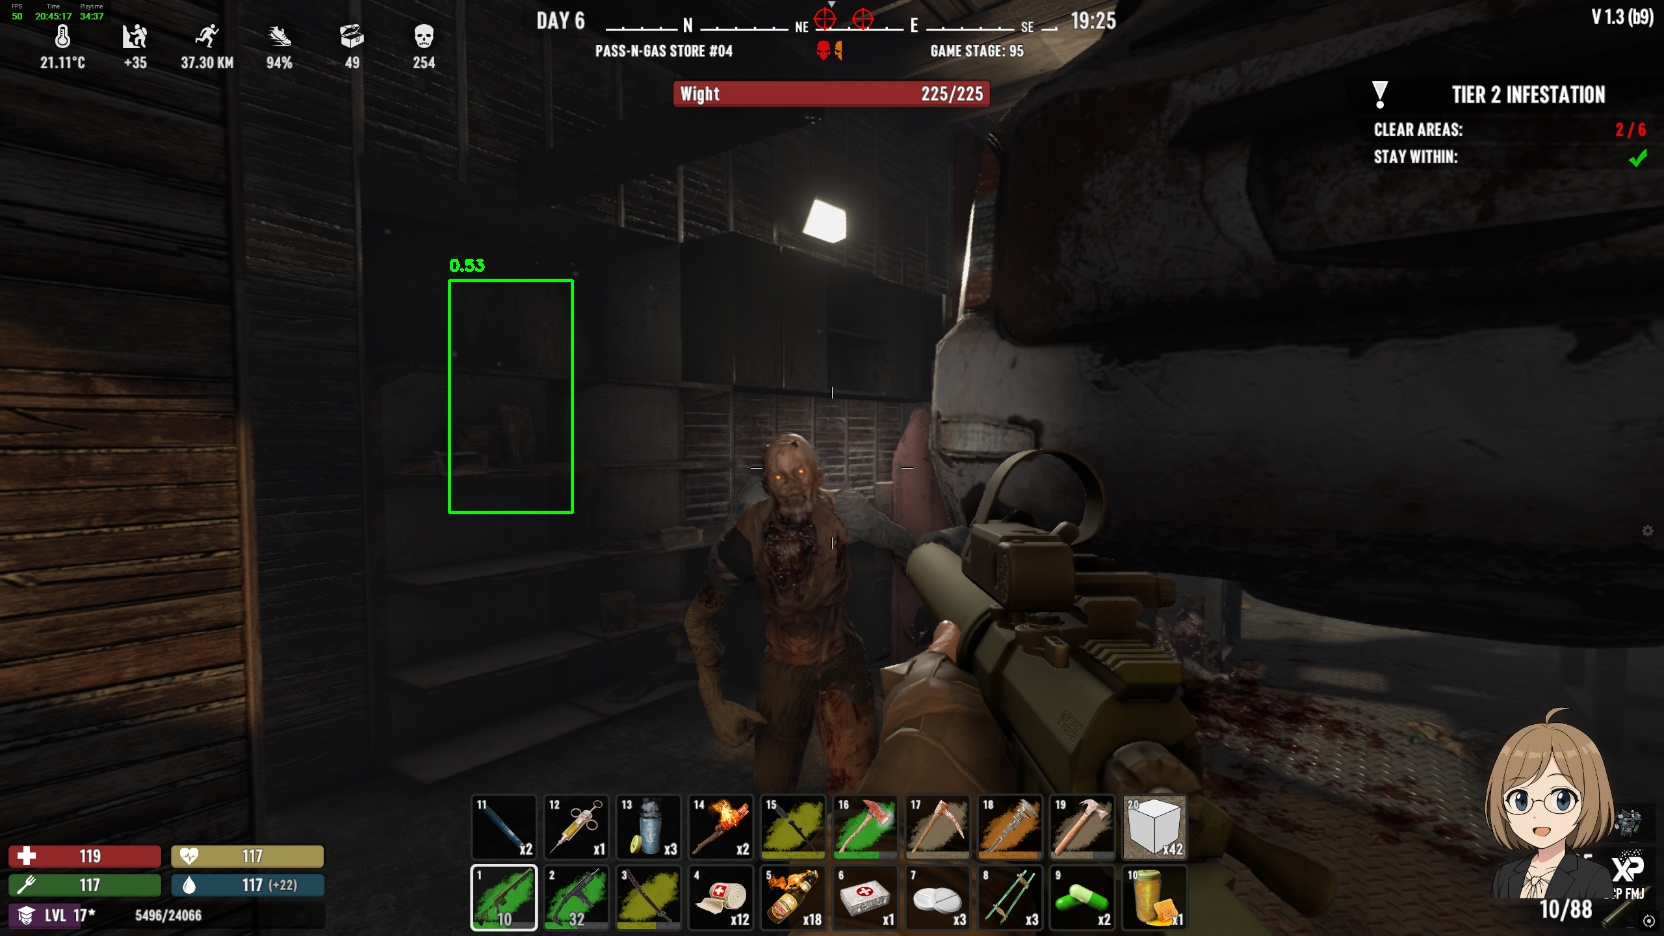 FPS Time Playtime
50 20:45:17 34:37
DAY 6
N NE E SE
19:25
V 1.3 (b9)
PASS-N-GAS STORE #04
GAME STAGE: 95
21.11°C +35 37.30 KM 94% 49 254
Wight 225/225
TIER 2 INFESTATION
CLEAR AREAS: 2 / 6
STAY WITHIN:
0.53
11 x2
12 x1
13 x3
14 x2
15
16
17
18
19
20 x42
1 10
2 32
3
4 x12
5 x18
6 x1
7 x3
8 x3
9 x2
10 x1
119 117
117 117 (+22)
LVL 17* 5496/24066
XP
CP FMJ
10/88